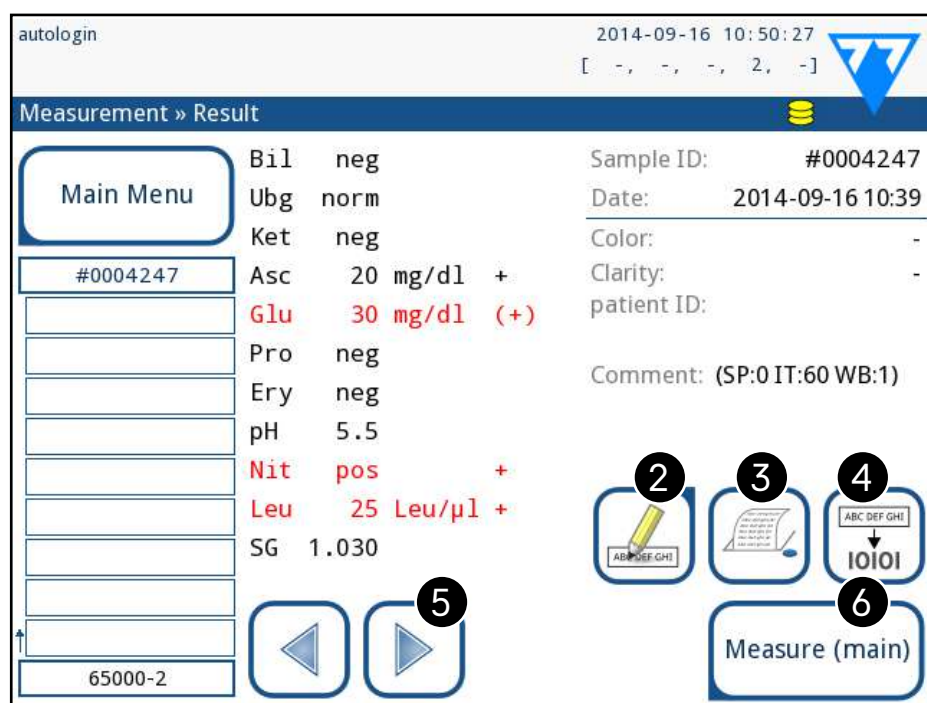 autologin
2014-09-16 10:50:27
[ -, -, -, 2, -]
Measurement » Result
Main Menu
#0004247
65000-2
Bil neg
Ubg norm
Ket neg
Asc 20 mg/dl +
Glu 30 mg/dl (+)
Pro neg
Ery neg
pH 5.5
Nit pos +
Leu 25 Leu/µl +
SG 1.030
Sample ID: #0004247
Date: 2014-09-16 10:39
Color: -
Clarity: -
patient ID:
Comment: (SP:0 IT:60 WB:1)
2
3
4
ABC DEF GHI
ABC DEF GHI
IOIOI
5
6
Measure (main)